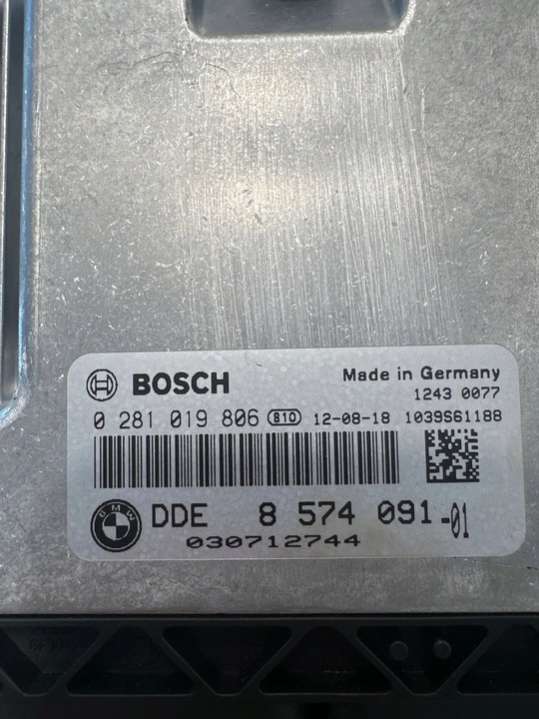 BOSCH
Made in Germany
1243 0077
0 281 019 806 810 12-08-18 1039S61188
BMW
DDE 8 574 091-01
030712744